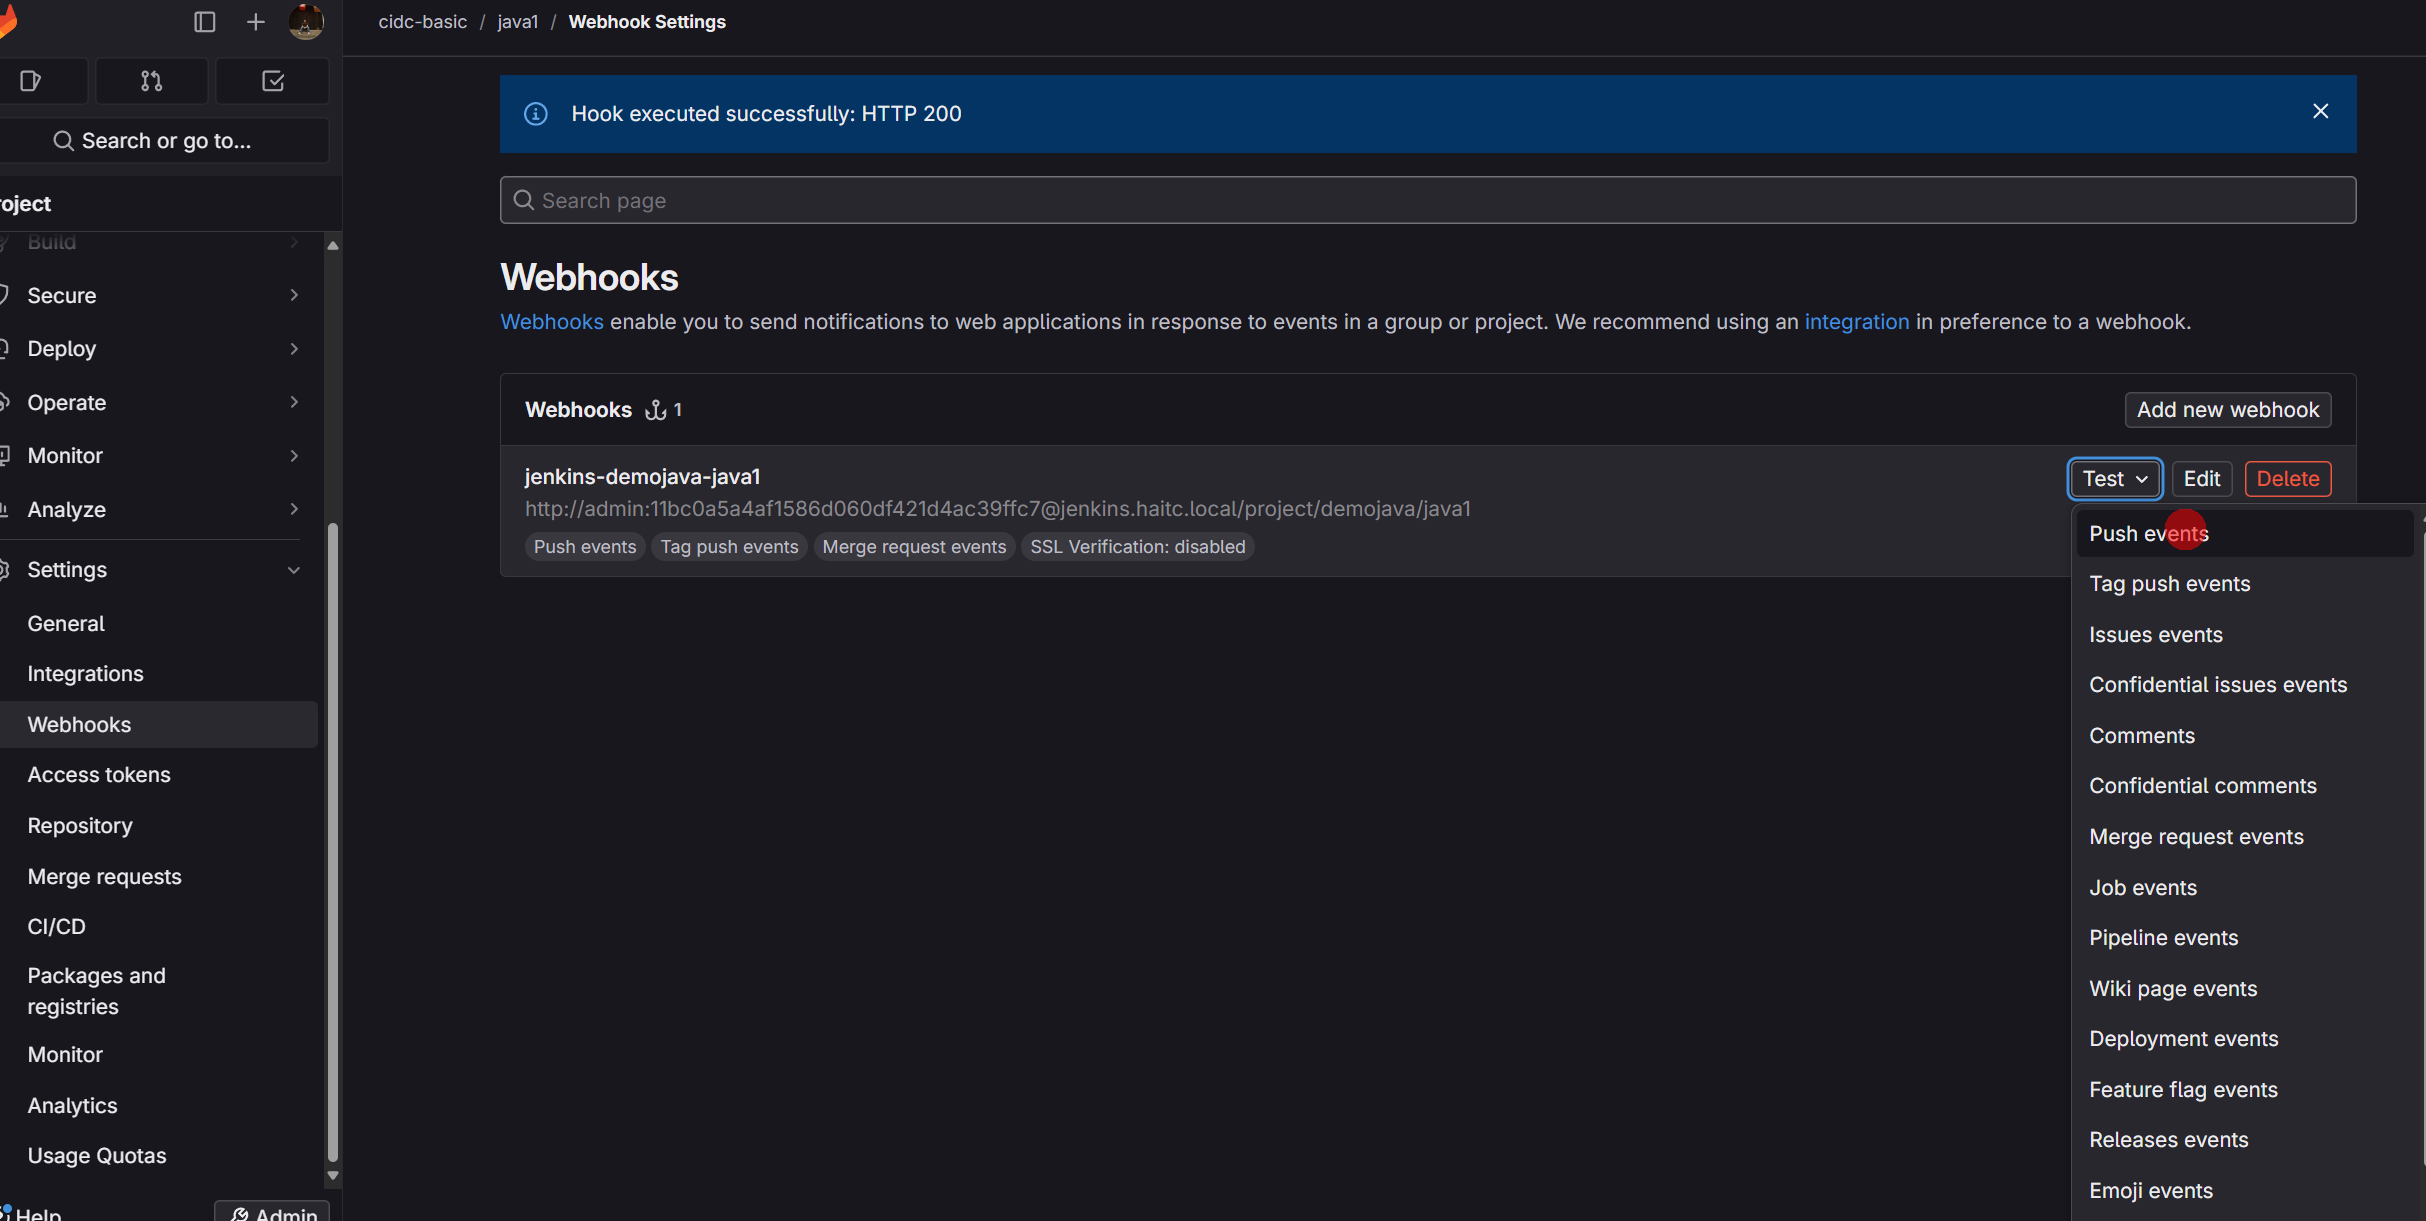 cidc-basic / java1 / Webhook Settings
Hook executed successfully: HTTP 200
Search or go to...
Search page
oject
Build
Secure
Deploy
Operate
Monitor
Analyze
Settings
General
Integrations
Webhooks
Access tokens
Repository
Merge requests
CI/CD
Packages and
registries
Monitor
Analytics
Usage Quotas
Help
Admin
Webhooks
Webhooks enable you to send notifications to web applications in response to events in a group or project. We recommend using an integration in preference to a webhook.
Webhooks 1
Add new webhook
jenkins-demojava-java1
Test Edit Delete
http://admin:11bc0a5a4af1586d060df421d4ac39ffc7@jenkins.haitc.local/project/demojava/java1
Push events Tag push events Merge request events SSL Verification: disabled
Push events
Tag push events
Issues events
Confidential issues events
Comments
Confidential comments
Merge request events
Job events
Pipeline events
Wiki page events
Deployment events
Feature flag events
Releases events
Emoji events